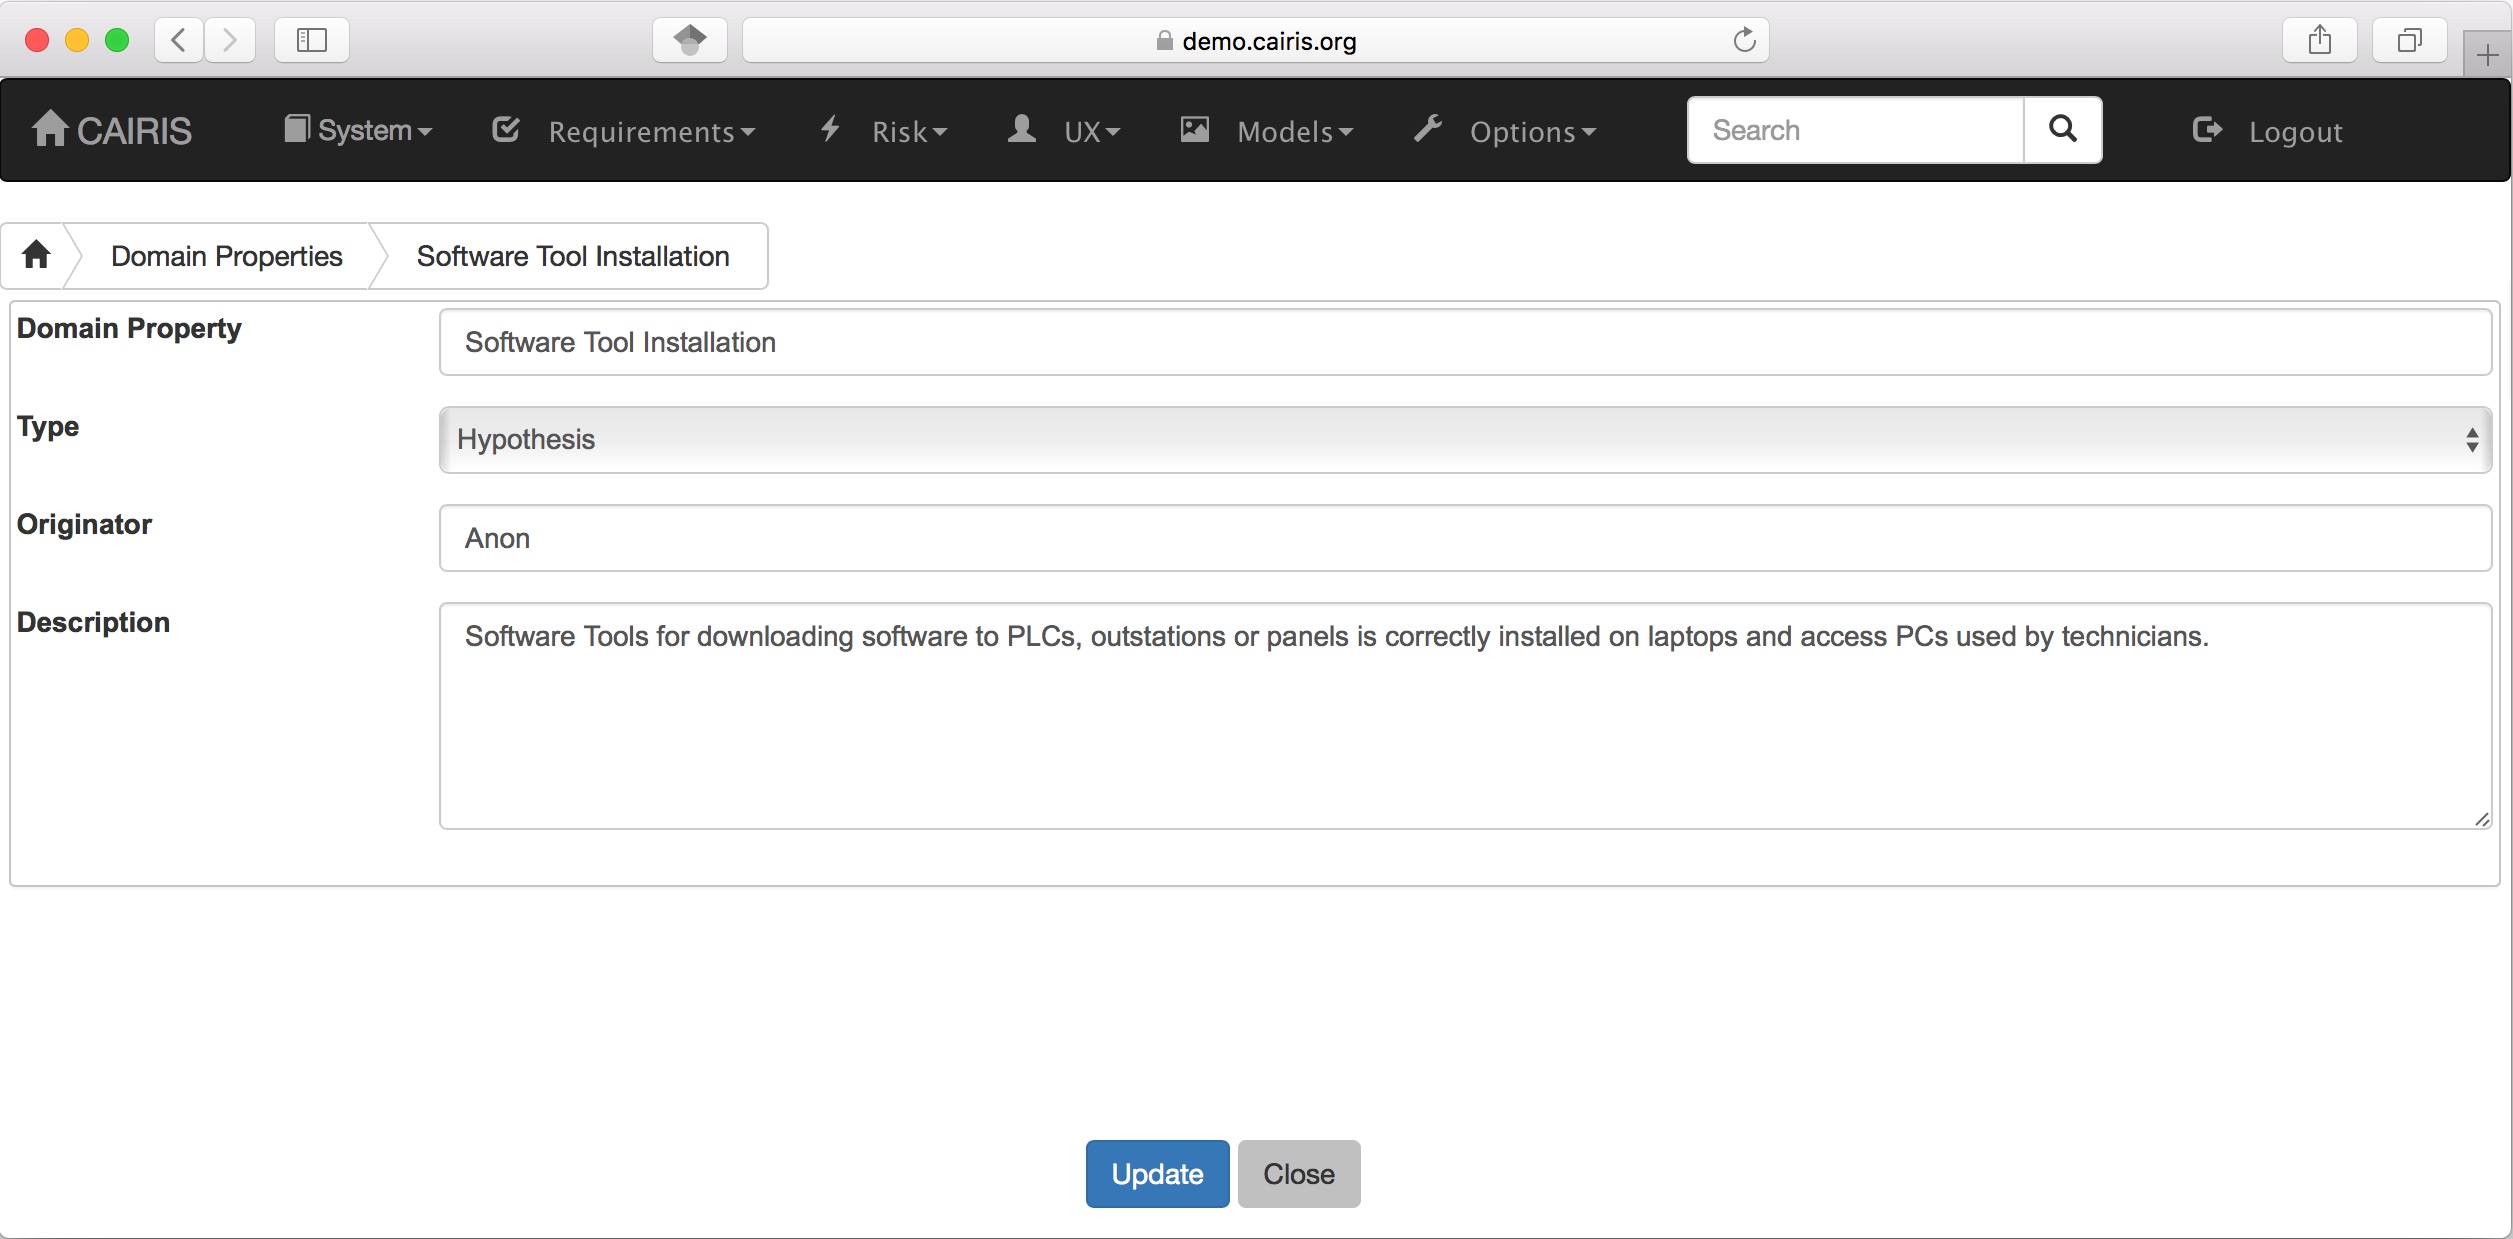 demo.cairis.org
CAIRIS System Requirements Risk UX Models Options Search Logout
Domain Properties Software Tool Installation
Domain Property Software Tool Installation
Type Hypothesis
Originator Anon
Description Software Tools for downloading software to PLCs, outstations or panels is correctly installed on laptops and access PCs used by technicians.
Update Close